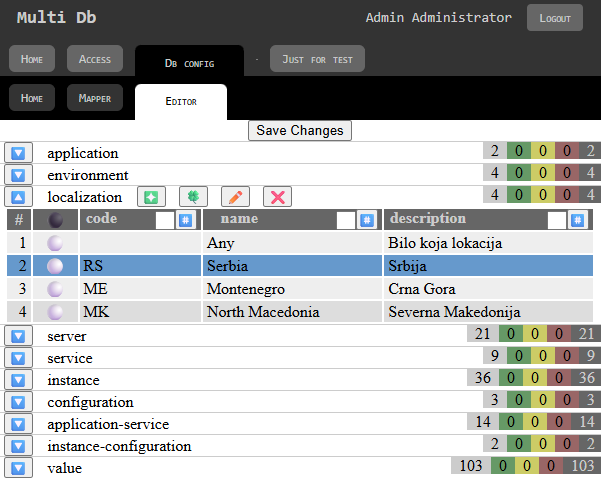 Multi Db Admin Administrator Logout
Home Access Db config . Just for test
Home Mapper Editor
Save Changes
application 2 0 0 0 2
environment 4 0 0 0 4
localization 4 0 0 0 4
# code # name # description #
1 Any Bilo koja lokacija
2 RS Serbia Srbija
3 ME Montenegro Crna Gora
4 MK North Macedonia Severna Makedonija
server 21 0 0 0 21
service 9 0 0 0 9
instance 36 0 0 0 36
configuration 3 0 0 0 3
application-service 14 0 0 0 14
instance-configuration 2 0 0 0 2
value 103 0 0 0 103